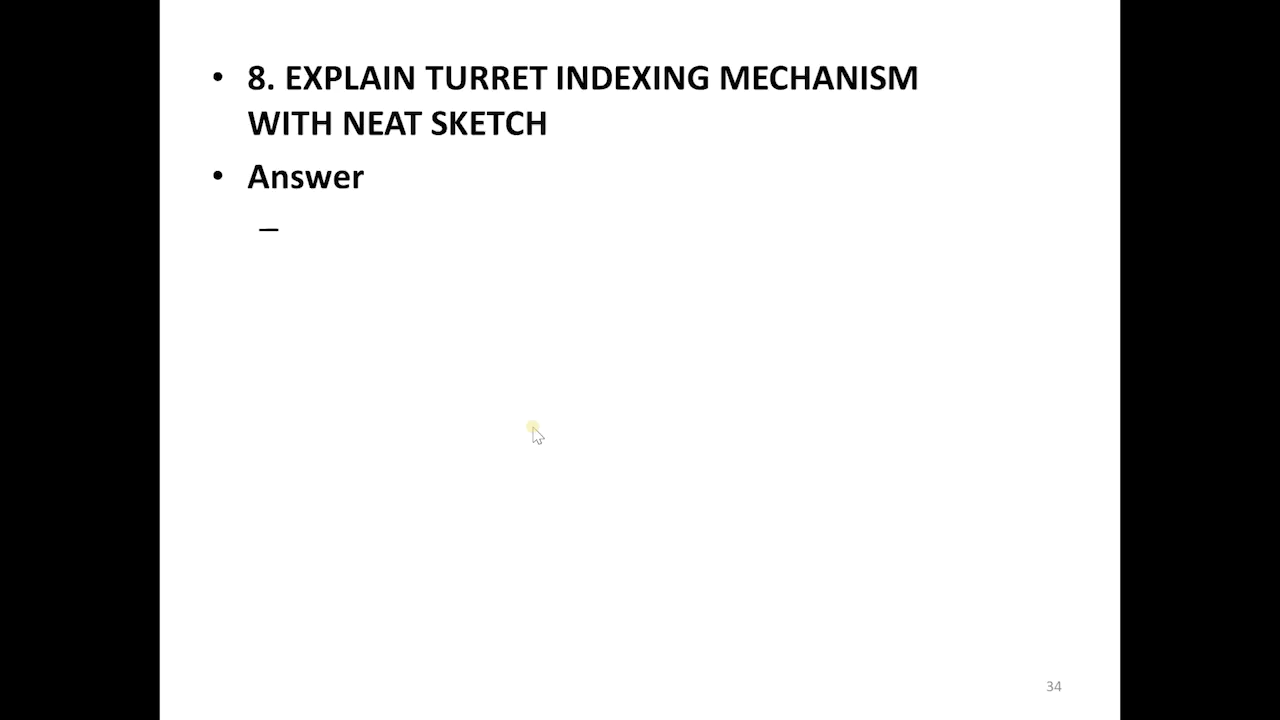 • 8. EXPLAIN TURRET INDEXING MECHANISM
WITH NEAT SKETCH
• Answer
–
34